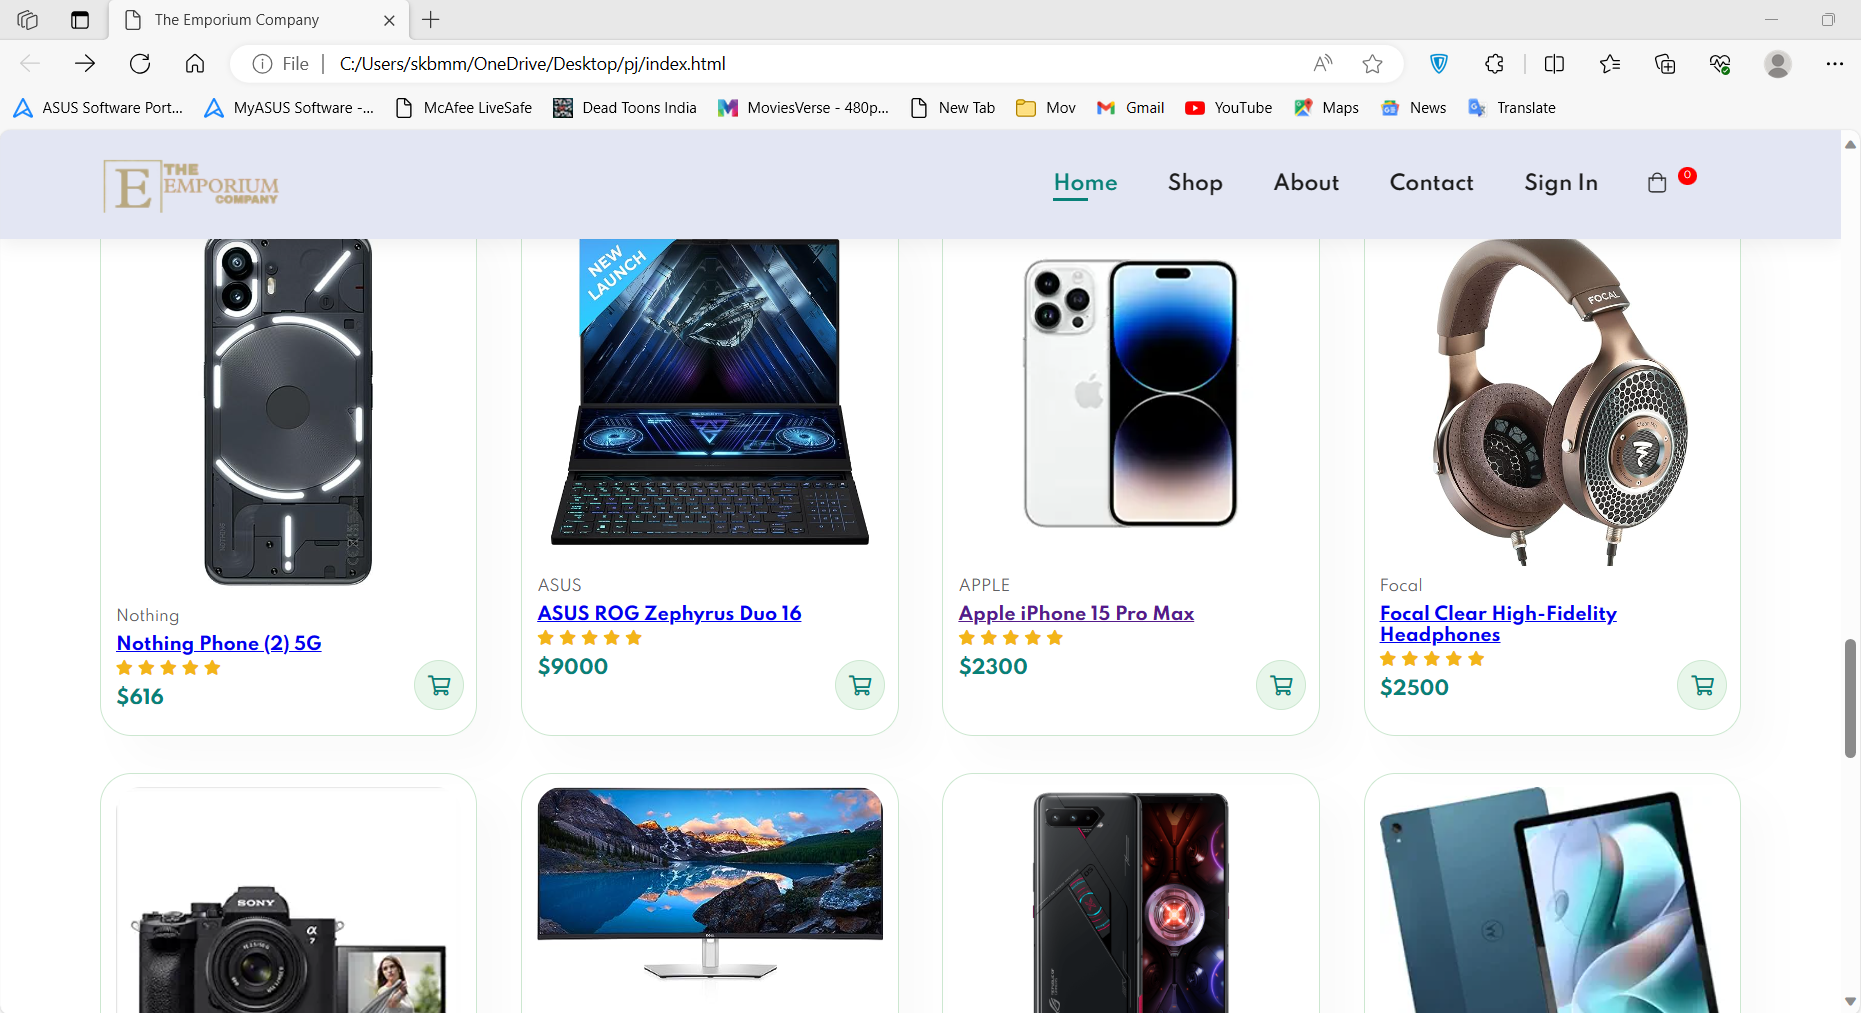 The Emporium Company
File
C:/Users/skbmm/OneDrive/Desktop/pj/index.html
ASUS Software Port...
MyASUS Software -...
McAfee LiveSafe
Dead Toons India
MoviesVerse - 480p...
New Tab
Mov
Gmail
YouTube
Maps
News
Translate
E THE
EMPORIUM
COMPANY
Home
Shop
About
Contact
Sign In
0
NEW
LAUNCH
FOCAL
Nothing
Nothing Phone (2) 5G
$616
ASUS
ASUS ROG Zephyrus Duo 16
$9000
APPLE
Apple iPhone 15 Pro Max
$2300
Focal
Focal Clear High-Fidelity
Headphones
$2500
SONY
α
7